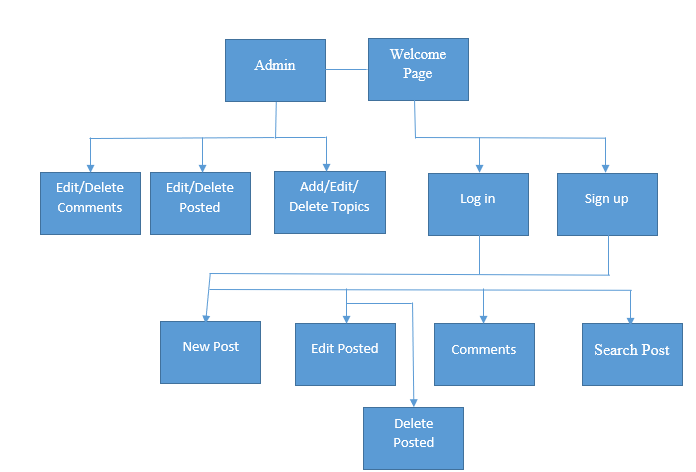 Admin
Welcome
Page
Edit/Delete
Comments
Edit/Delete
Posted
Add/Edit/
Delete Topics
Log in
Sign up
New Post
Edit Posted
Comments
Search Post
Delete
Posted